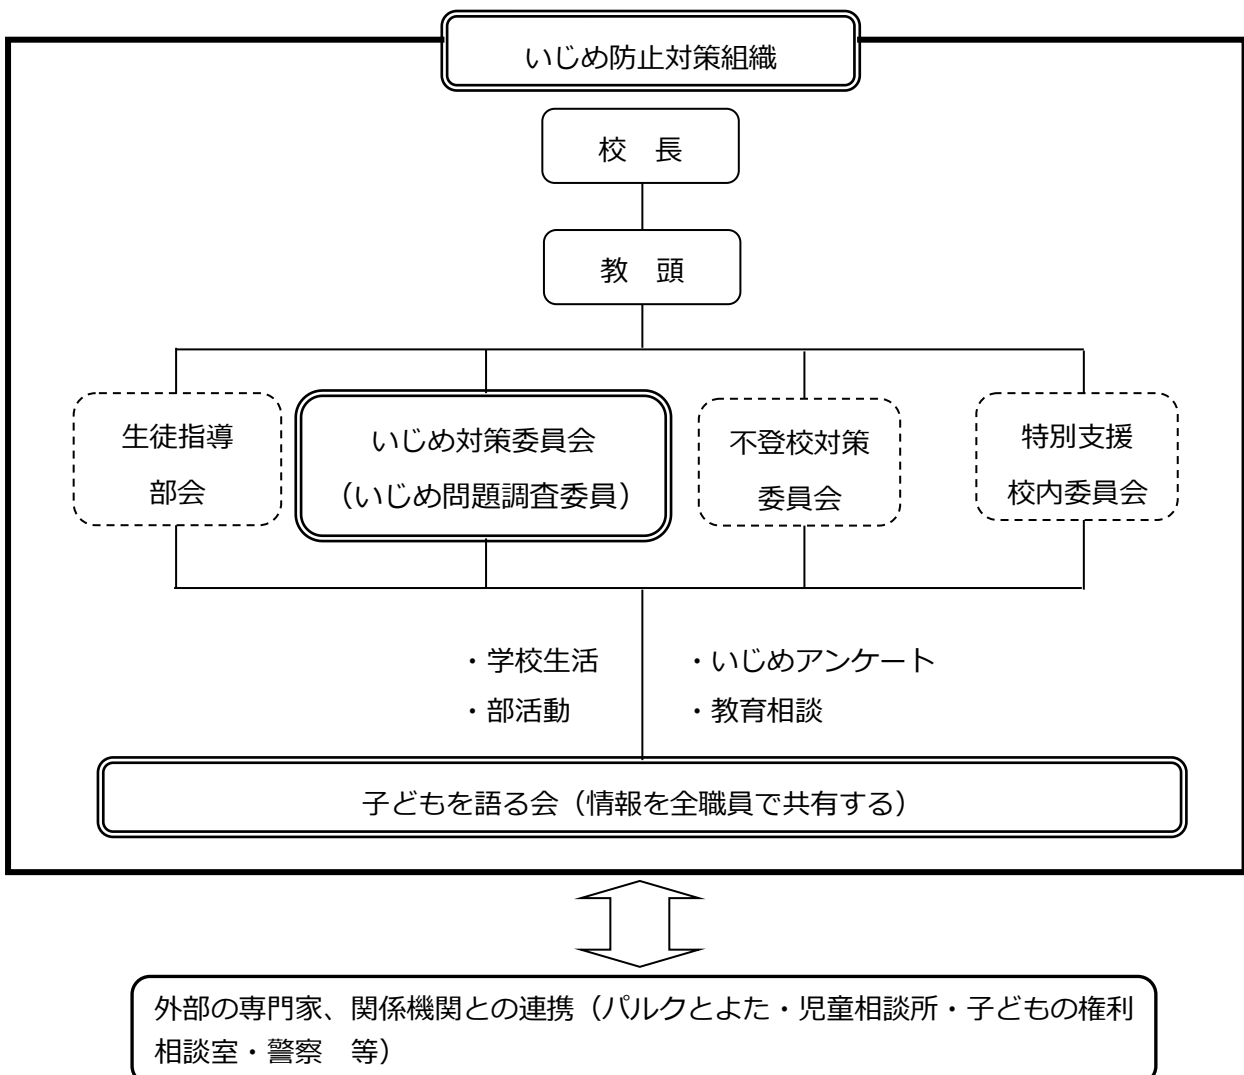 いじめ防止対策組織
校　長
教　頭
生徒指導
部会
いじめ対策委員会
（いじめ問題調査委員）
不登校対策
委員会
特別支援
校内委員会
・学校生活
・いじめアンケート
・部活動
・教育相談
子どもを語る会（情報を全職員で共有する）
外部の専門家、関係機関との連携（パルクとよた・児童相談所・子どもの権利
相談室・警察　等）